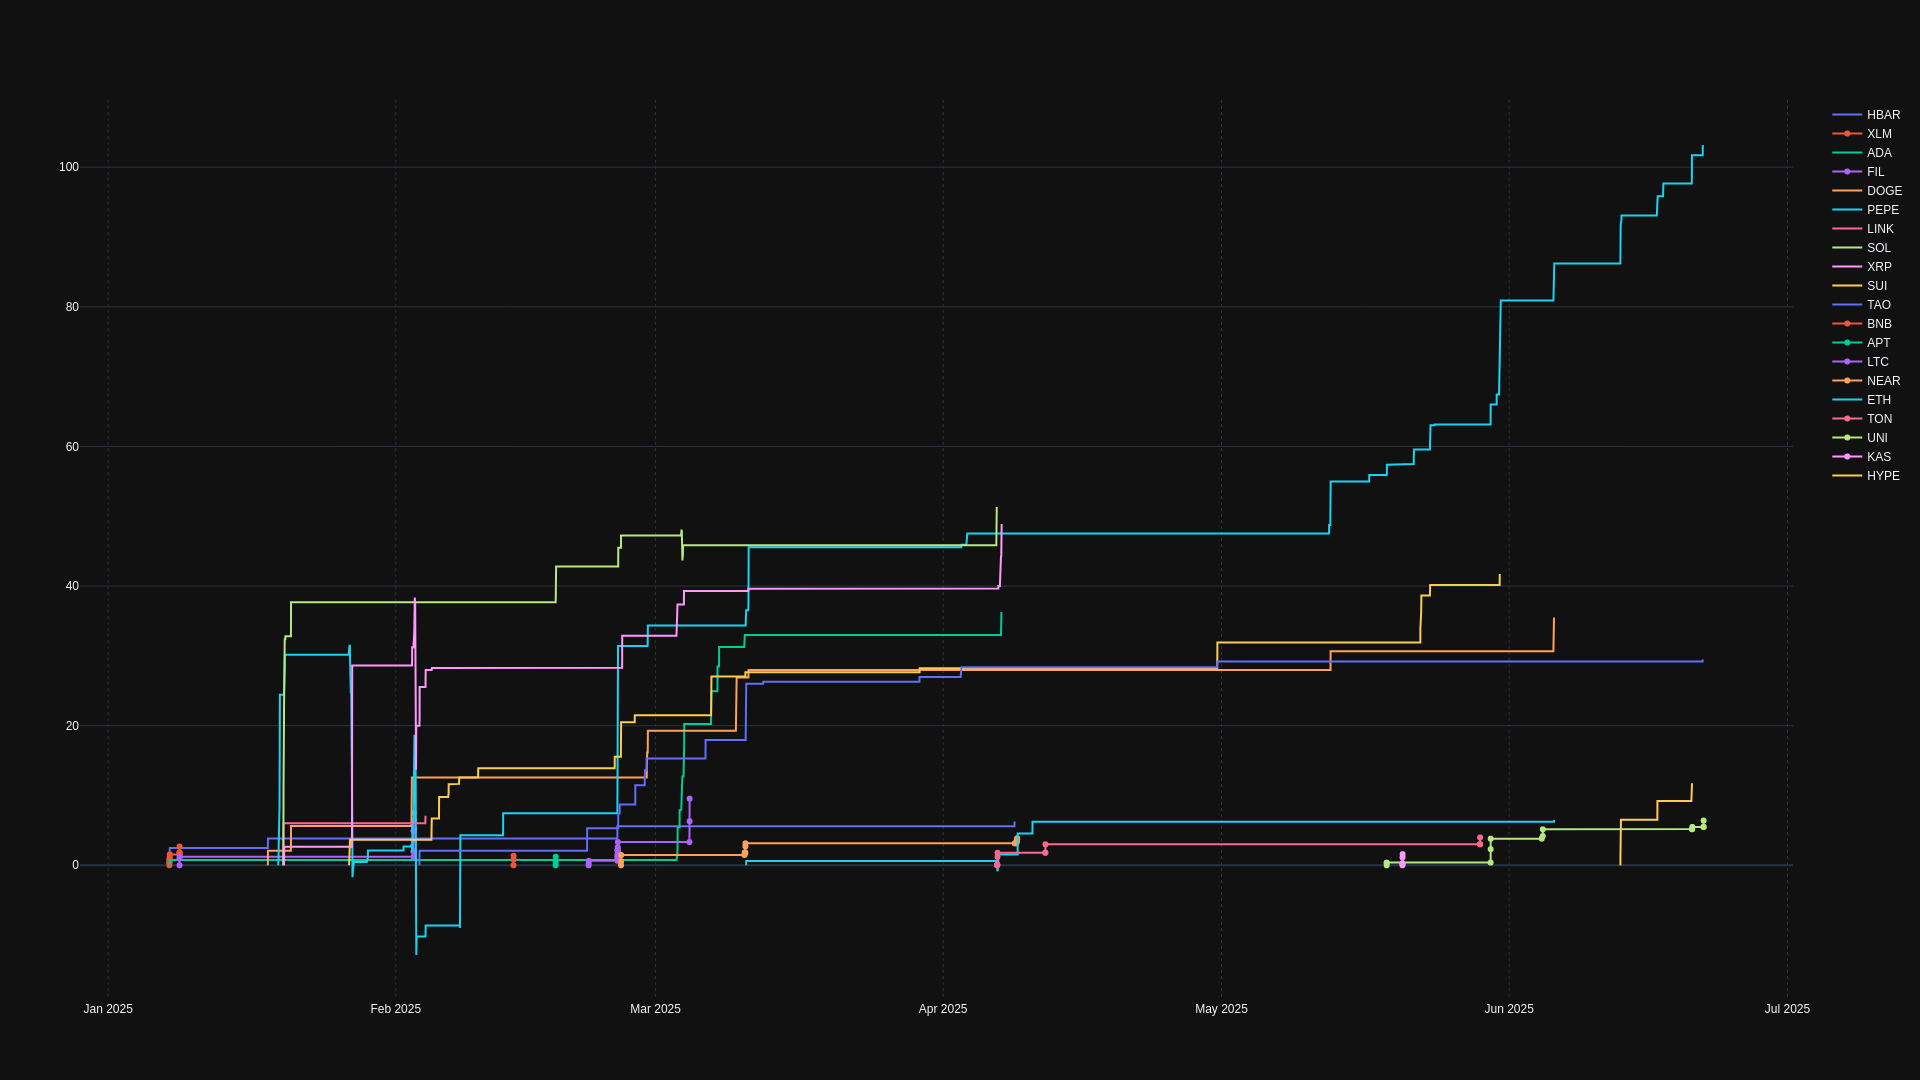 100
80
60
40
20
0
Jan 2025
Feb 2025
Mar 2025
Apr 2025
May 2025
Jun 2025
Jul 2025
HBAR
XLM
ADA
FIL
DOGE
PEPE
LINK
SOL
XRP
SUI
TAO
BNB
APT
LTC
NEAR
ETH
TON
UNI
KAS
HYPE